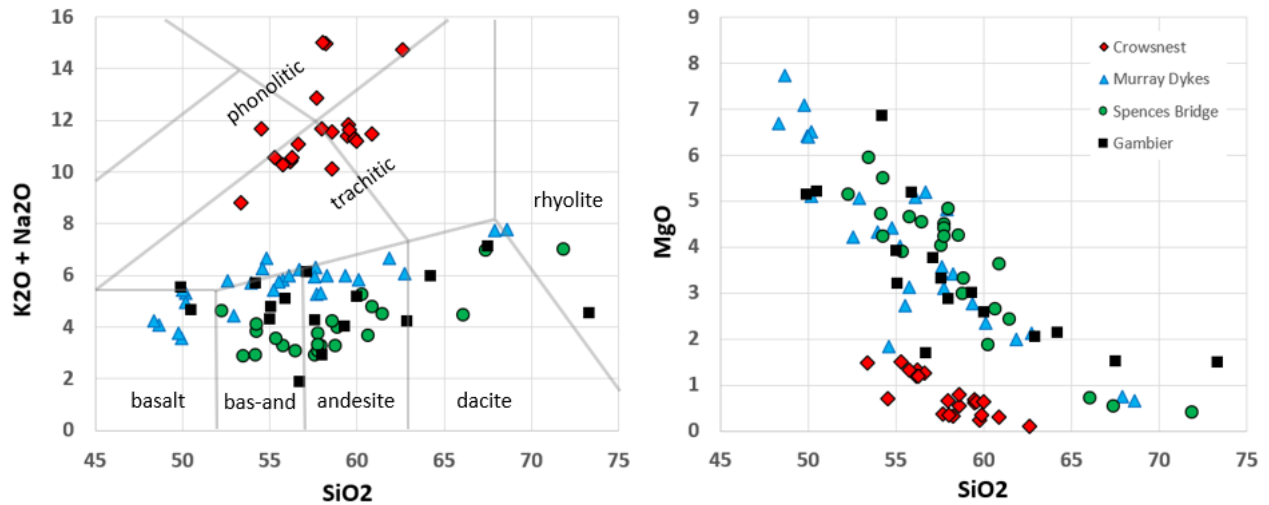 16
14
12
10
8
6
4
2
0
K2O + Na2O
phonolitic
trachitic
rhyolite
basalt
bas-and
andesite
dacite
45 50 55 60 65 70 75
SiO2
9
8
7
6
5
4
3
2
1
0
MgO
Crowsnest
Murray Dykes
Spences Bridge
Gambier
45 50 55 60 65 70 75
SiO2